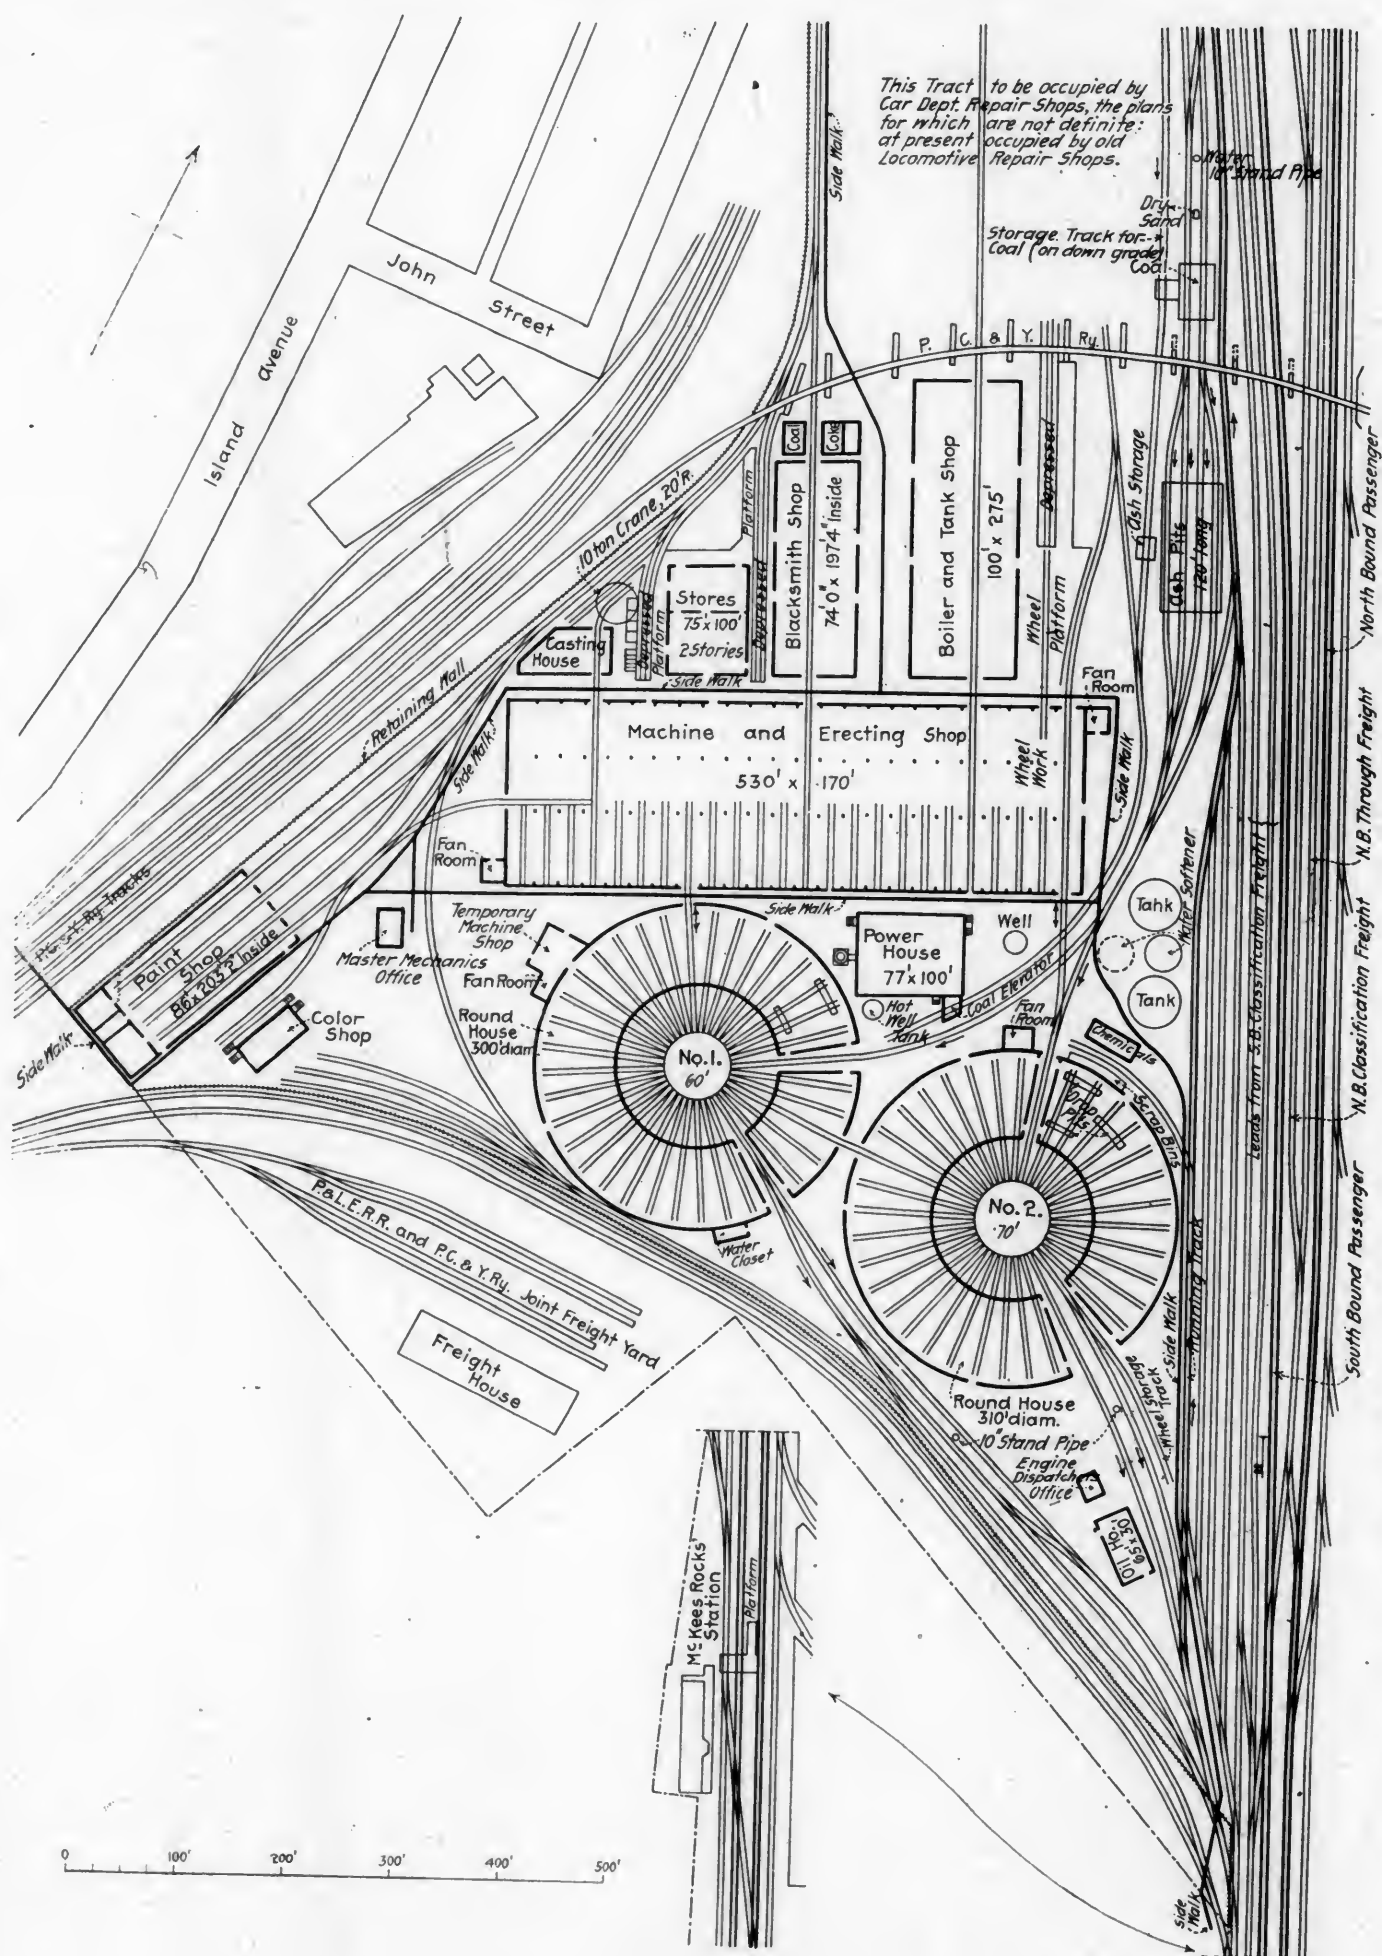 This Tract to be occupied by
Car Dept. Repair Shops, the plans
for which are not definite:
at present occupied by old
Locomotive Repair Shops.
Side Walk
Water
10" Stand Pipe
Dry
Sand
Storage Track for
Coal (on down grade)
Coal
John Street
Island Avenue
P. C. & Y. Ry.
Coal
Coke
Ash Storage
Ash Pits
120' long
Depressed
Platform
10 ton Crane, 20'R.
Blacksmith Shop
74'0" x 197'4" Inside
Boiler and Tank Shop
100' x 275'
Wheel
Platform
Stores
75' x 100'
2 Stories
Depressed
Platform
Depressed
Casting
House
Side Walk
Fan
Room
Retaining Wall
Side Walk
Machine and Erecting Shop
530' x 170'
Wheel
Work
Side Walk
Fan
Room
Water Softener
Tank
Tank
Side Walk
Well
Power
House
77' x 100'
Coal Elevator
Hot
Well
Tank
Fan
Room
Chemicals
Temporary
Machine
Shop
Fan Room
Master Mechanics
Office
P.C. & Y. Ry. Tracks
Paint
Shop
86' x 203'2" Inside
Color
Shop
Side Walk
Round
House
300' diam.
No. 1.
60'
Drop
Pits
Scrap Bins
No. 2.
70'
Water
Closet
P. & L.E.R.R. and P.C. & Y. Ry. Joint Freight Yard
Freight
House
Round House
310' diam.
10" Stand Pipe
Engine
Dispatchers
Office
Oil Ho.
65' x 30'
Wheel Storage
Wheel Track
Side Walk
Running Track
Leads from S.B. Classification Freight
North Bound Passenger
N.B. Through Freight
N.B. Classification Freight
South Bound Passenger
McKees Rocks
Station
Platform
Side
Walk
0 100' 200' 300' 400' 500'